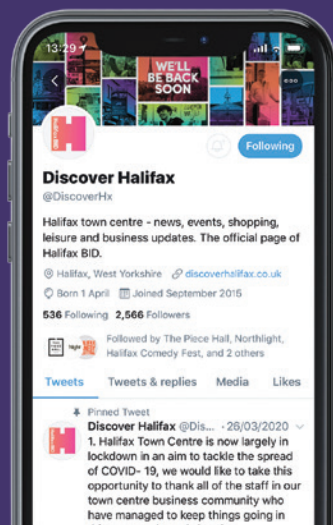 13:29
WE'LL
BE BACK
SOON
Following
Discover Halifax
@DiscoverHx
Halifax town centre - news, events, shopping,
leisure and business updates. The official page of
Halifax BID.
Halifax, West Yorkshire discoverhalifax.co.uk
Born 1 April Joined September 2015
536 Following 2,566 Followers
Followed by The Piece Hall, Northlight,
Halifax Comedy Fest, and 2 others
Tweets Tweets & replies Media Likes
Pinned Tweet
Discover Halifax @Dis... · 26/03/2020
1. Halifax Town Centre is now largely in
lockdown in an aim to tackle the spread
of COVID- 19, we would like to take this
opportunity to thank all of the staff in our
town centre business community who
have managed to keep things going in